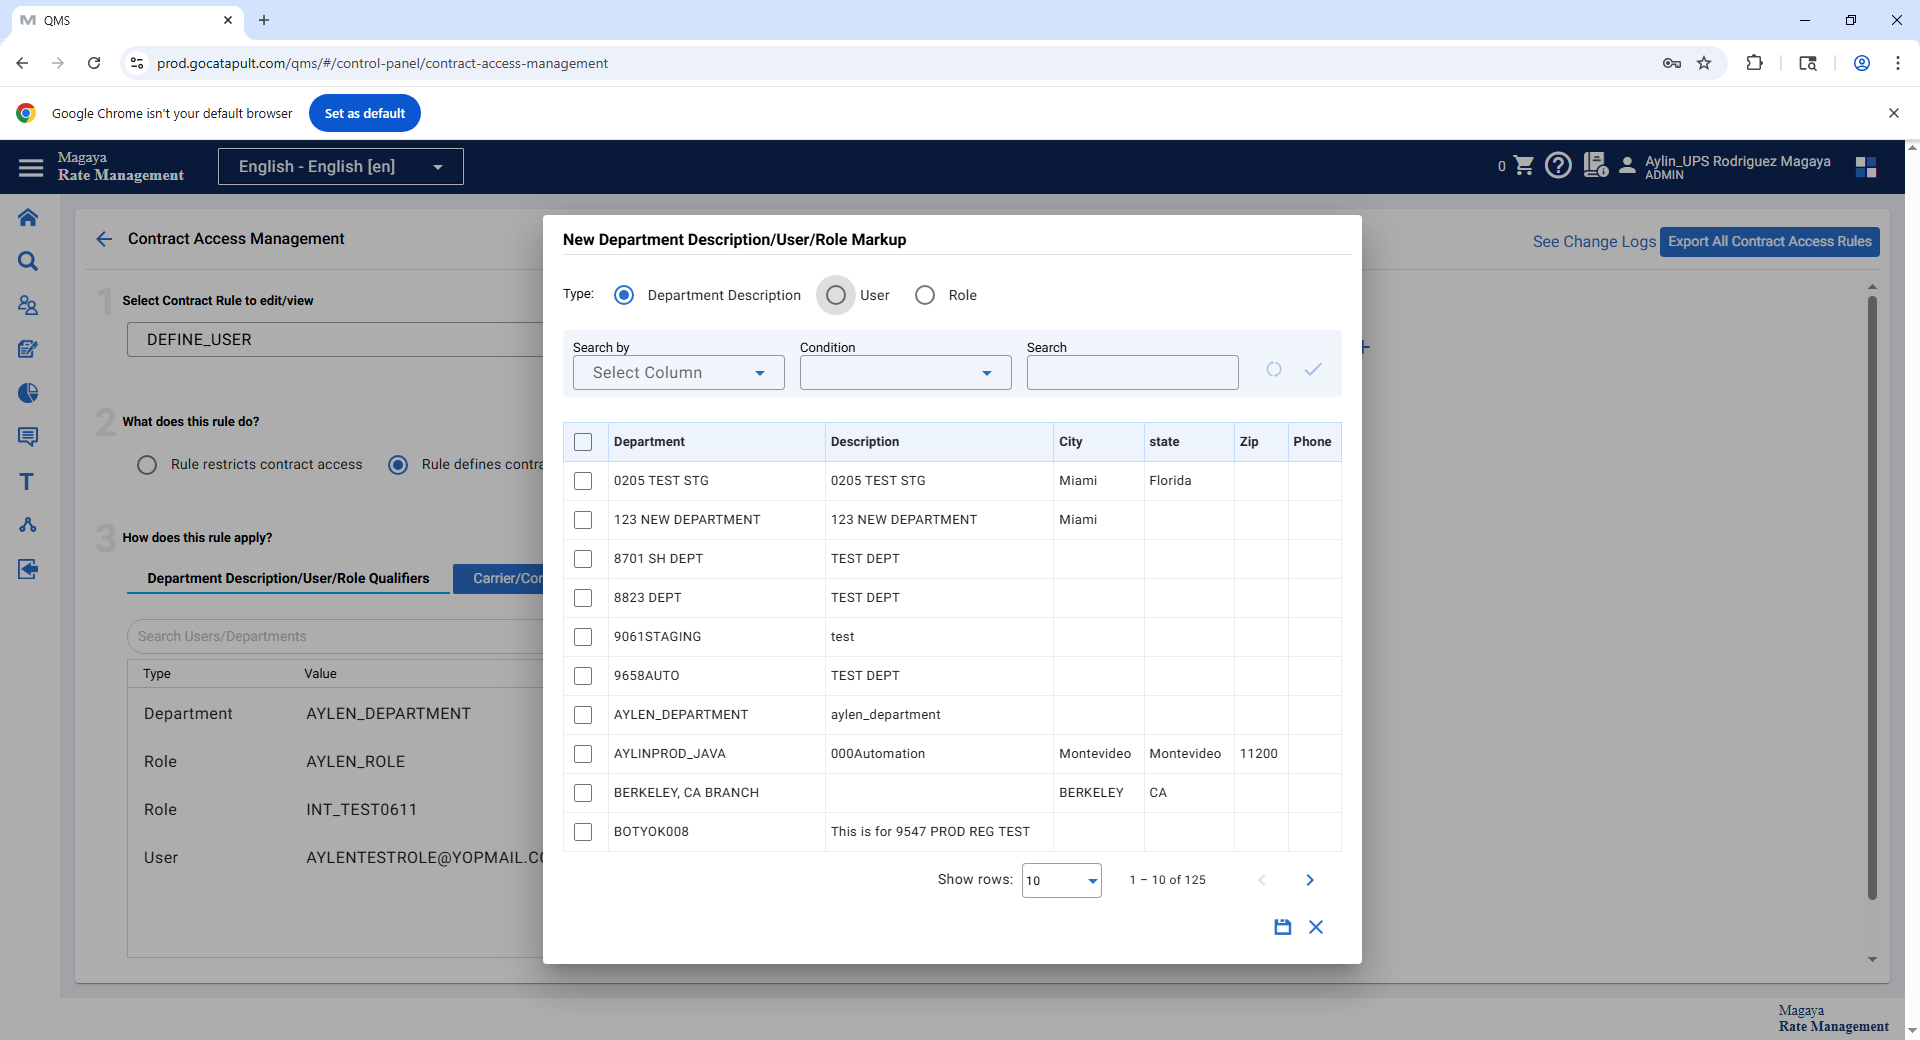 QMS
prod.gocatapult.com/qms/#/control-panel/contract-access-management
Google Chrome isn't your default browser
Set as default
Magaya
Rate Management
English - English [en]
0
Aylin_UPS Rodriguez Magaya
ADMIN
Contract Access Management
See Change Logs
Export All Contract Access Rules
1
Select Contract Rule to edit/view
DEFINE_USER
2
What does this rule do?
Rule restricts contract access
Rule defines contra
3
How does this rule apply?
Department Description/User/Role Qualifiers
Carrier/Con
Search Users/Departments
Type Value
Department AYLEN_DEPARTMENT
Role AYLEN_ROLE
Role INT_TEST0611
User AYLENTESTROLE@YOPMAIL.CO
New Department Description/User/Role Markup
Type: Department Description User Role
Search by Condition Search
Select Column
Department Description City state Zip Phone
0205 TEST STG 0205 TEST STG Miami Florida
123 NEW DEPARTMENT 123 NEW DEPARTMENT Miami
8701 SH DEPT TEST DEPT
8823 DEPT TEST DEPT
9061STAGING test
9658AUTO TEST DEPT
AYLEN_DEPARTMENT aylen_department
AYLINPROD_JAVA 000Automation Montevideo Montevideo 11200
BERKELEY, CA BRANCH BERKELEY CA
BOTYOK008 This is for 9547 PROD REG TEST
Show rows: 10 1 – 10 of 125
Magaya
Rate Management